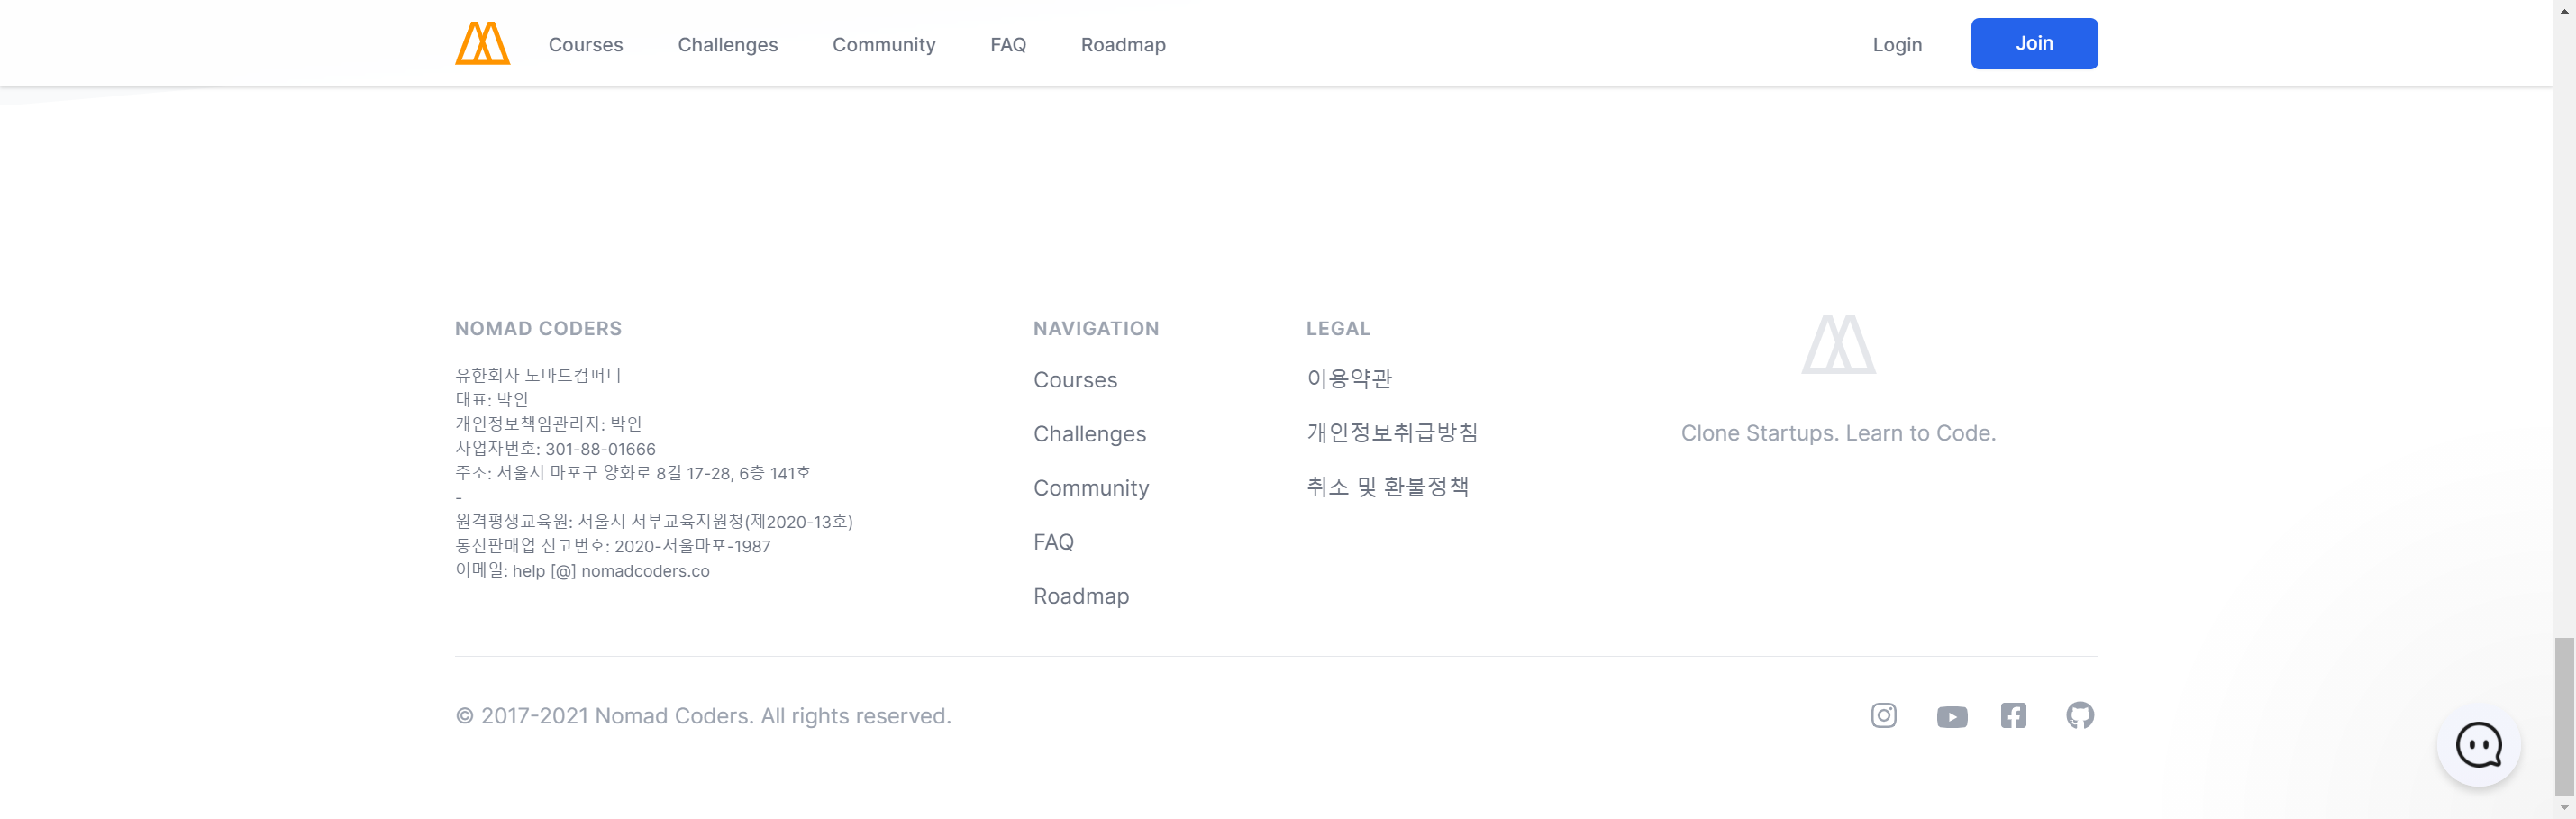 Courses Challenges Community FAQ Roadmap Login Join
NOMAD CODERS
유한회사 노마드컴퍼니
대표: 박인
개인정보책임관리자: 박인
사업자번호: 301-88-01666
주소: 서울시 마포구 양화로 8길 17-28, 6층 141호
-
원격평생교육원: 서울시 서부교육지원청(제2020-13호)
통신판매업 신고번호: 2020-서울마포-1987
이메일: help [@] nomadcoders.co
NAVIGATION
Courses
Challenges
Community
FAQ
Roadmap
LEGAL
이용약관
개인정보취급방침
취소 및 환불정책
Clone Startups. Learn to Code.
© 2017-2021 Nomad Coders. All rights reserved.